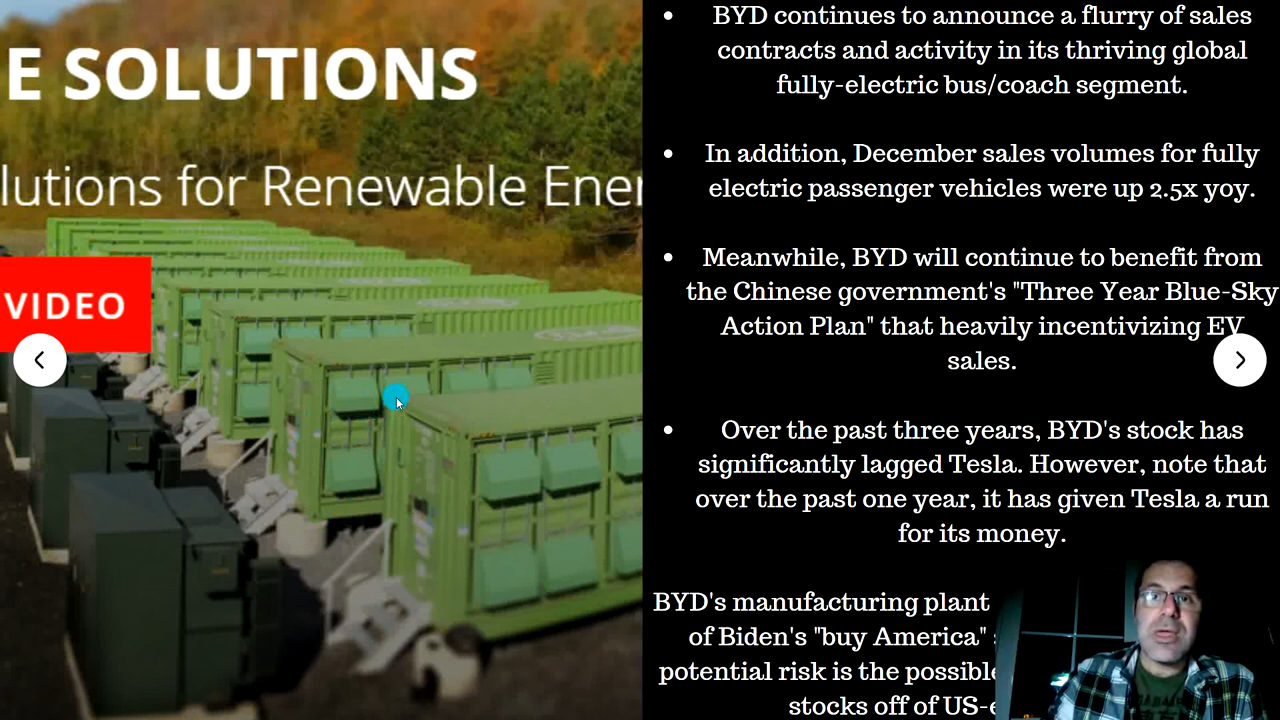 E SOLUTIONS
lutions for Renewable Ener
VIDEO
BYD continues to announce a flurry of sales
contracts and activity in its thriving global
fully-electric bus/coach segment.
In addition, December sales volumes for fully
electric passenger vehicles were up 2.5x yoy.
Meanwhile, BYD will continue to benefit from
the Chinese government's "Three Year Blue-Sky
Action Plan" that heavily incentivizing EV
sales.
Over the past three years, BYD's stock has
significantly lagged Tesla. However, note that
over the past one year, it has given Tesla a run
for its money.
BYD's manufacturing plant
of Biden's "buy America"
potential risk is the possible
stocks off of US-e